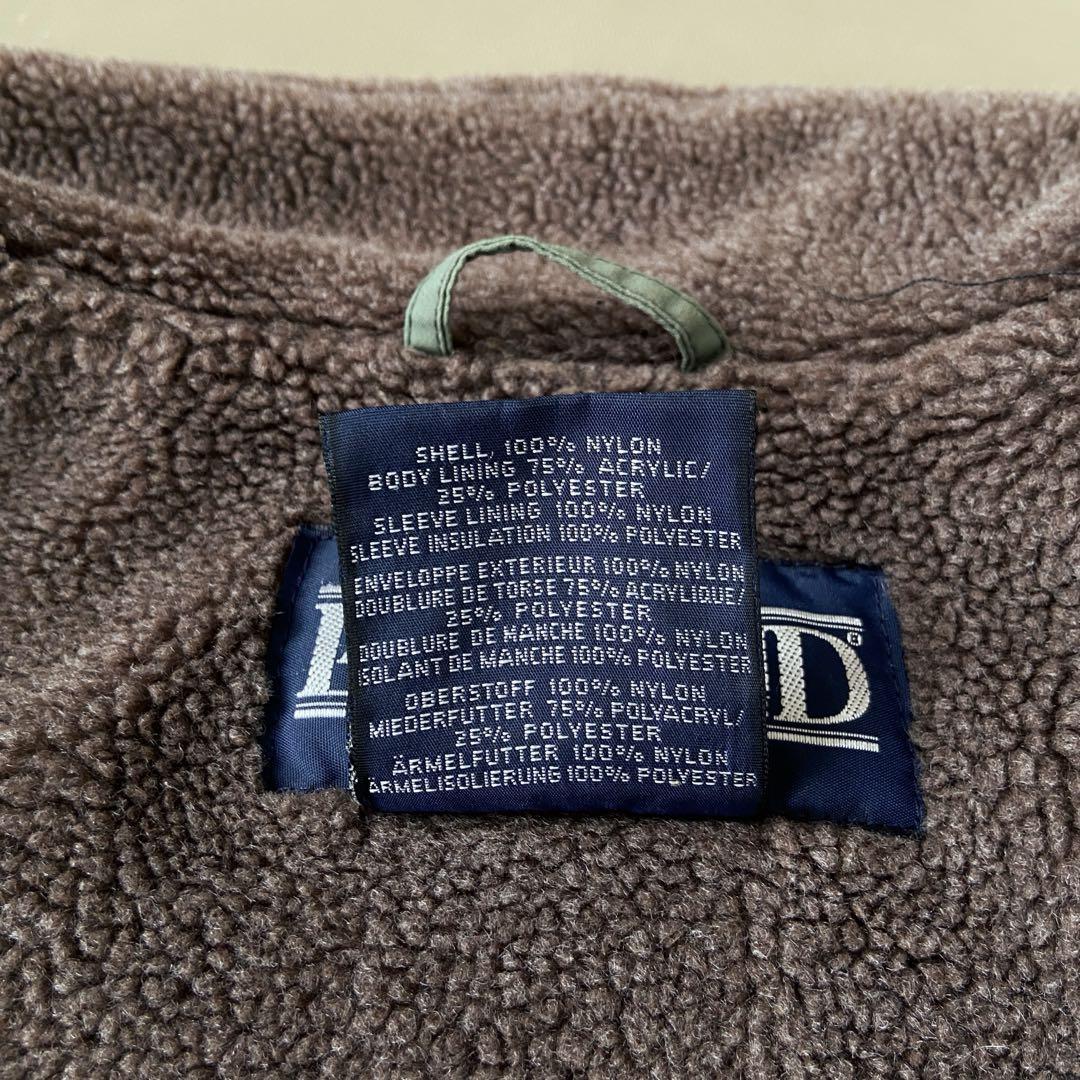 SHELL, 100% NYLON
BODY LINING 75% ACRYLIC/
25% POLYESTER
SLEEVE LINING 100% NYLON
SLEEVE INSULATION 100% POLYESTER
ENVELOPPE EXTERIEUR 100% NYLON
DOUBLURE DE TORSE 75% ACRYLIQUE/
25% POLYESTER
DOUBLURE DE MANCHE 100% NYLON
ISOLANT DE MANCHE 100% POLYESTER
OBERSTOFF 100% NYLON
MIEDERFUTTER 75% POLYACRYL/
25% POLYESTER
ÄRMELFUTTER 100% NYLON
ÄRMELISOLIERUNG 100% POLYESTER
D®